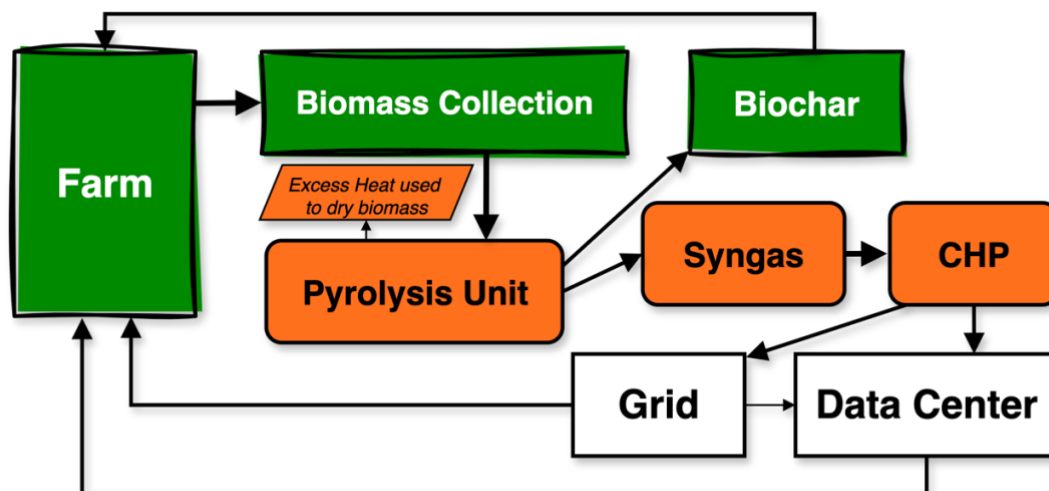 Farm
Biomass Collection
Biochar
Excess Heat used
to dry biomass
Pyrolysis Unit
Syngas
CHP
Grid
Data Center